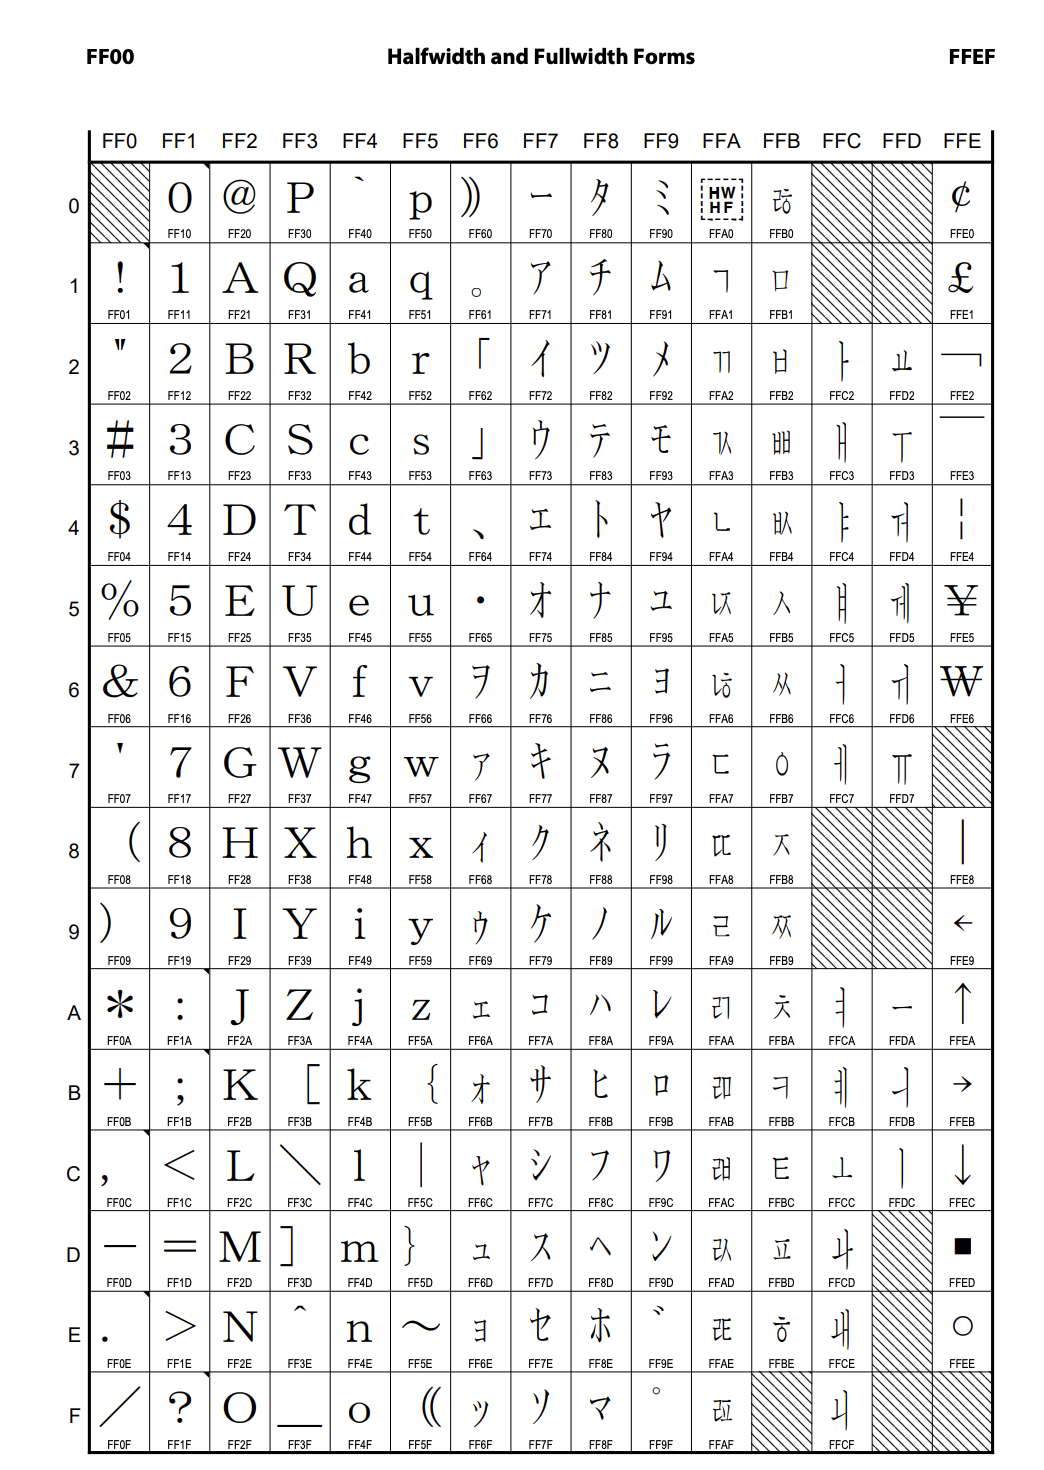 FF00 Halfwidth and Fullwidth Forms FFEF
FF0 FF1 FF2 FF3 FF4 FF5 FF6 FF7 FF8 FF9 FFA FFB FFC FFD FFE
0 0 @ P ` p ⦆ ー タ ミ HW HF ᄚ ¢
FF10 FF20 FF30 FF40 FF50 FF60 FF70 FF80 FF90 FFA0 FFB0 FFE0
1 ! 1 A Q a q 。 ア チ ム ᄀ ᄆ £
FF01 FF11 FF21 FF31 FF41 FF51 FF61 FF71 FF81 FF91 FFA1 FFB1 FFE1
2 " 2 B R b r 「 イ ツ メ ᄁ ᄇ ᅡ ᅭ ¬
FF02 FF12 FF22 FF32 FF42 FF52 FF62 FF72 FF82 FF92 FFA2 FFB2 FFC2 FFD2 FFE2
3 # 3 C S c s 」 ウ テ モ ᆪ ᄈ ᅢ ᅮ  ̄
FF03 FF13 FF23 FF33 FF43 FF53 FF63 FF73 FF83 FF93 FFA3 FFB3 FFC3 FFD3 FFE3
4 $ 4 D T d t 、 エ ト ヤ ᄂ ᄡ ᅣ ᅯ ¦
FF04 FF14 FF24 FF34 FF44 FF54 FF64 FF74 FF84 FF94 FFA4 FFB4 FFC4 FFD4 FFE4
5 % 5 E U e u ・ オ ナ ユ ᆬ ᄉ ᅤ ᅰ ¥
FF05 FF15 FF25 FF35 FF45 FF55 FF65 FF75 FF85 FF95 FFA5 FFB5 FFC5 FFD5 FFE5
6 & 6 F V f v ヲ カ ニ ヨ ᆭ ᄊ ᅥ ᅱ ₩
FF06 FF16 FF26 FF36 FF46 FF56 FF66 FF76 FF86 FF96 FFA6 FFB6 FFC6 FFD6 FFE6
7 ' 7 G W g w ァ キ ヌ ラ ᄃ ᄋ ᅦ ᅲ
FF07 FF17 FF27 FF37 FF47 FF57 FF67 FF77 FF87 FF97 FFA7 FFB7 FFC7 FFD7
8 ( 8 H X h x ィ ク ネ リ ᄄ ᄌ │
FF08 FF18 FF28 FF38 FF48 FF58 FF68 FF78 FF88 FF98 FFA8 FFB8 FFE8
9 ) 9 I Y i y ゥ ケ ノ ル ᄅ ᄍ ←
FF09 FF19 FF29 FF39 FF49 FF59 FF69 FF79 FF89 FF99 FFA9 FFB9 FFE9
A * : J Z j z ェ コ ハ レ ᆰ ᄎ ᅧ ᅳ ↑
FF0A FF1A FF2A FF3A FF4A FF5A FF6A FF7A FF8A FF9A FFAA FFBA FFCA FFDA FFEA
B + ; K [ k { ォ サ ヒ ロ ᆱ ᄏ ᅨ ᅴ →
FF0B FF1B FF2B FF3B FF4B FF5B FF6B FF7B FF8B FF9B FFAB FFBB FFCB FFDB FFEB
C , < L \ l | ャ シ フ ワ ᆲ ᄐ ᅩ ᅵ ↓
FF0C FF1C FF2C FF3C FF4C FF5C FF6C FF7C FF8C FF9C FFAC FFBC FFCC FFDC FFEC
D - = M ] m } ュ ス ヘ ン ᆳ ᄑ ᅪ ■
FF0D FF1D FF2D FF3D FF4D FF5D FF6D FF7D FF8D FF9D FFAD FFBD FFCD FFED
E . > N ^ n ~ ョ セ ホ ゙ ᆴ ᄒ ᅫ ○
FF0E FF1E FF2E FF3E FF4E FF5E FF6E FF7E FF8E FF9E FFAE FFBE FFCE FFEE
F / ? O _ o ⦅ ッ ソ マ ゚ ᆵ ᅬ
FF0F FF1F FF2F FF3F FF4F FF5F FF6F FF7F FF8F FF9F FFAF FFCF